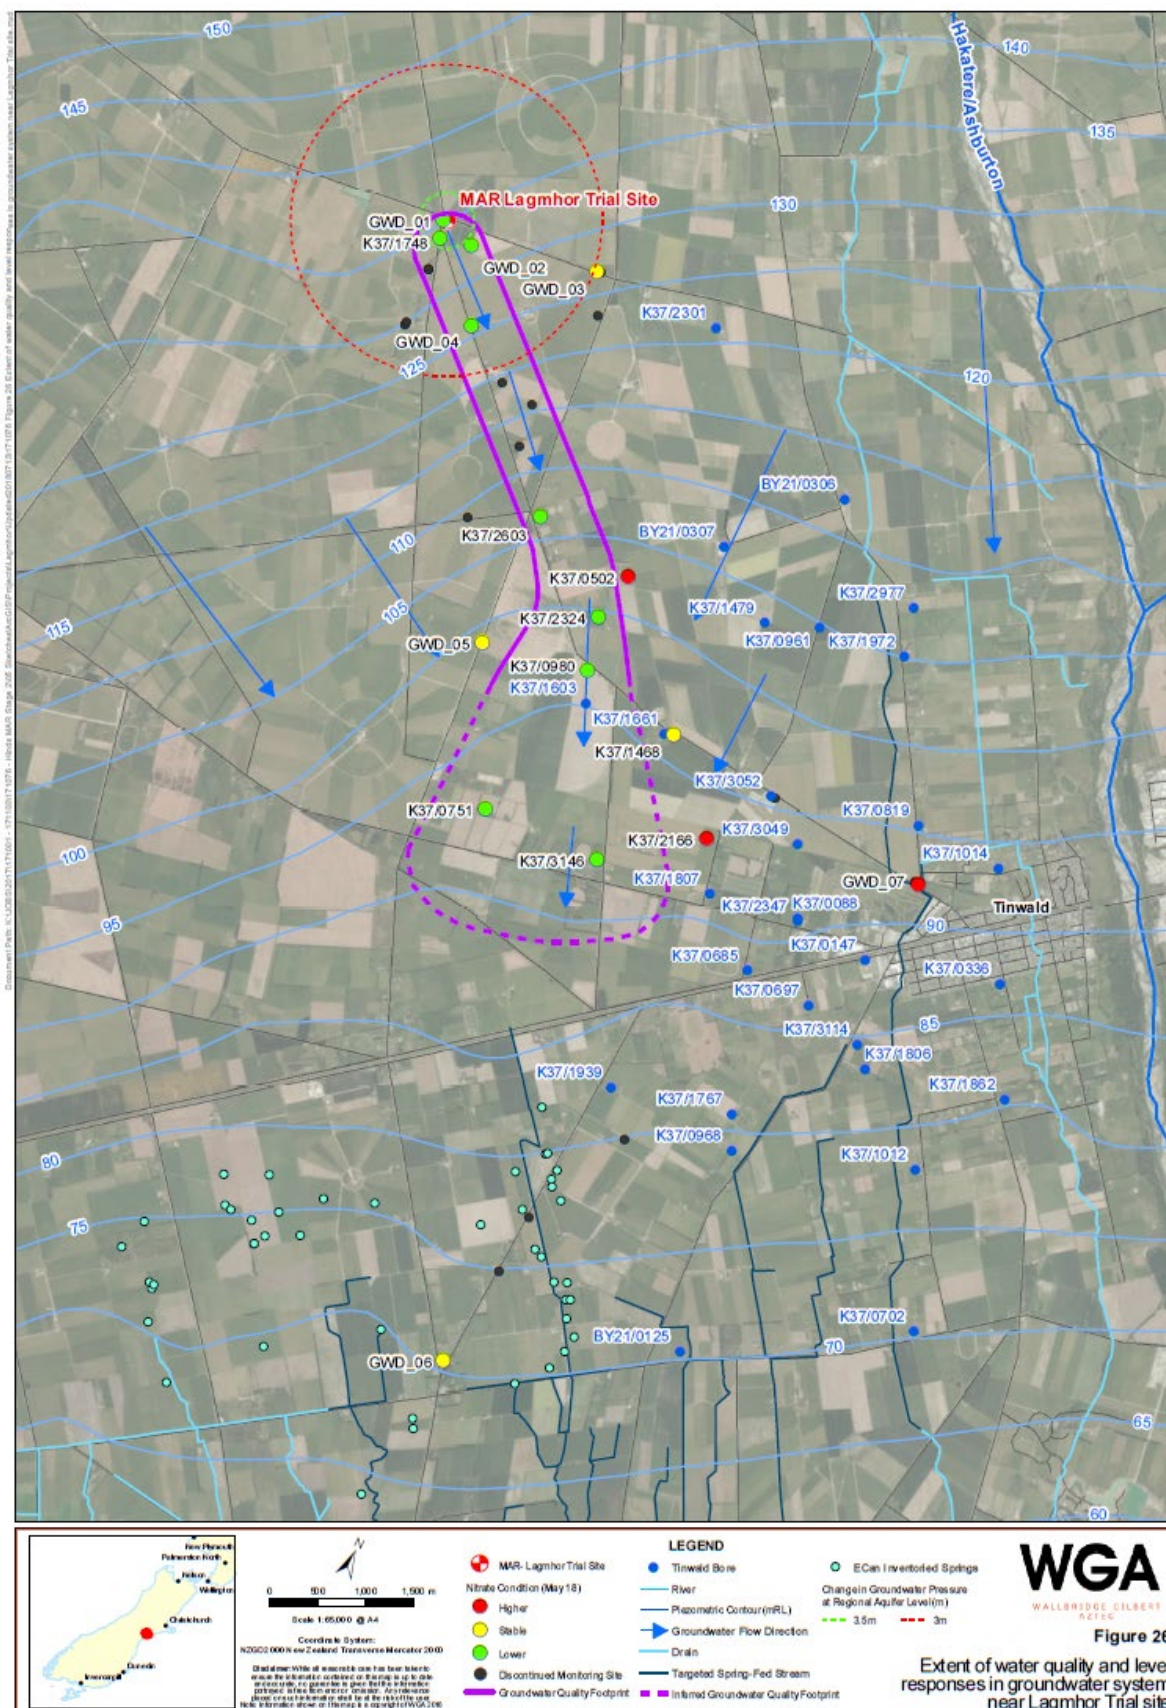 150
140
Hakatere/Ashburton
145
135
130
MAR Lagmhor Trial Site
GWD_01
K37/1748
GWD_02
GWD_03
K37/2301
GWD_04
125
120
BY21/0306
K37/2603
110
BY21/0307
K37/0502
K37/2977
K37/1479
105
K37/2324
115
K37/0961
K37/1972
GWD_05
K37/0980
K37/1603
K37/1661
K37/1468
K37/3052
K37/0751
K37/0819
K37/3049
K37/2166
100
K37/3146
K37/1014
K37/1807
GWD_07
K37/2347
K37/0088
Tinwald
95
90
K37/0147
K37/0685
K37/0336
K37/0697
K37/3114
85
K37/1806
K37/1939
K37/1862
K37/1767
K37/0968
80
K37/1012
75
K37/0702
BY21/0125
70
GWD_06
65
60
New Plymouth
Palmerston North
Nelson
Wellington
Christchurch
Dunedin
Invercargill
0 500 1,000 1,500 m
Scale 1:65,000 @ A4
Coordinate System:
NZGD2000 New Zealand Transverse Mercator 2000
LEGEND
MAR- Lagmhor Trial Site
Nitrate Condition (May 18)
Higher
Stable
Lower
Discontinued Monitoring Site
Groundwater Quality Footprint
Tinwald Bore
River
Piezometric Contour (mRL)
Groundwater Flow Direction
Drain
Targeted Spring-Fed Stream
Inferred Groundwater Quality Footprint
ECan Inventoried Springs
Change in Groundwater Pressure
at Regional Aquifer Level (m)
3.5m 3m
WGA
WALLBRIDGE GILBERT
AZTEC
Figure 26
Extent of water quality and leve
responses in groundwater system
near Lagmhor Trial sit